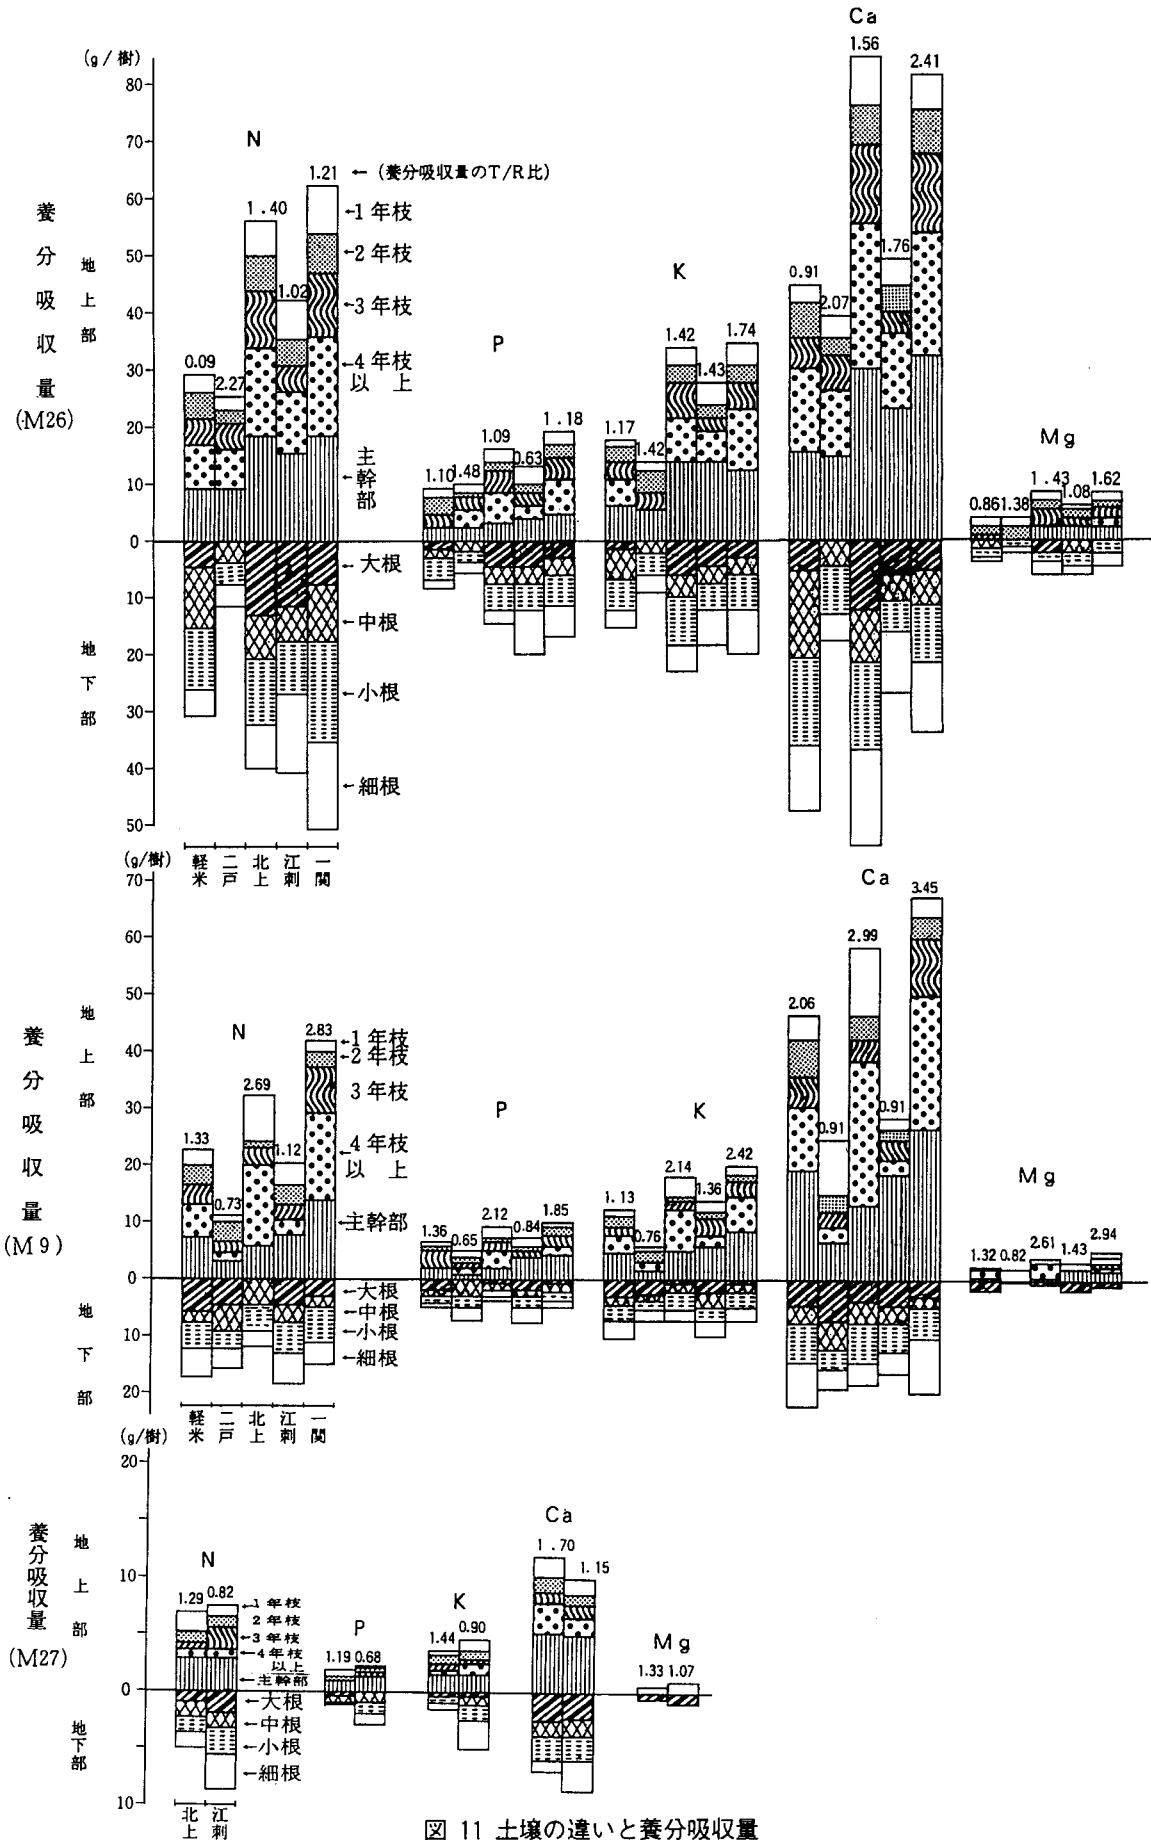 Ca
(g/樹)
1.56
2.41
80
70
N
1.21 ← (養分吸収量のT/R比)
60
1.40
←1年枝
←2年枝
50
0.91
2.07
1.76
K
1.02
←3年枝
40
P
1.42
1.43
1.74
0.09
2.27
←4年枝
以上
30
20
1.17
1.42
1.10
1.48
1.09
0.63
1.18
Mg
主幹部
10
0.86
1.38
1.43
1.08
1.62
0
←大根
10
←中根
20
←小根
30
40
←細根
50
養分吸収量
(M26)
地上部
地下部
軽米
二戸
北上
江刺
一関
(g/樹)
70
Ca
3.45
60
2.99
50
2.06
N
2.83
←1年枝
←2年枝
40
3年枝
2.69
30
P
K
0.91
0.91
1.33
0.73
1.12
←4年枝
以上
20
1.36
0.65
2.12
0.84
1.85
1.13
0.76
2.14
1.36
2.42
Mg
←主幹部
10
1.32
0.82
2.61
1.43
2.94
0
←大根
←中根
10
←小根
←細根
20
養分吸収量
(M9)
地上部
地下部
軽米
二戸
北上
江刺
一関
(g/樹)
20
Ca
1.70
1.15
N
10
1.29
0.82
←1年枝
2年枝
←3年枝
←4年枝
以上
←主幹部
P
1.19
0.68
K
1.44
0.90
Mg
1.33
1.07
0
←大根
←中根
←小根
←細根
10
養分吸収量
(M27)
地上部
地下部
北上
江刺
図 11 土壌の違いと養分吸収量